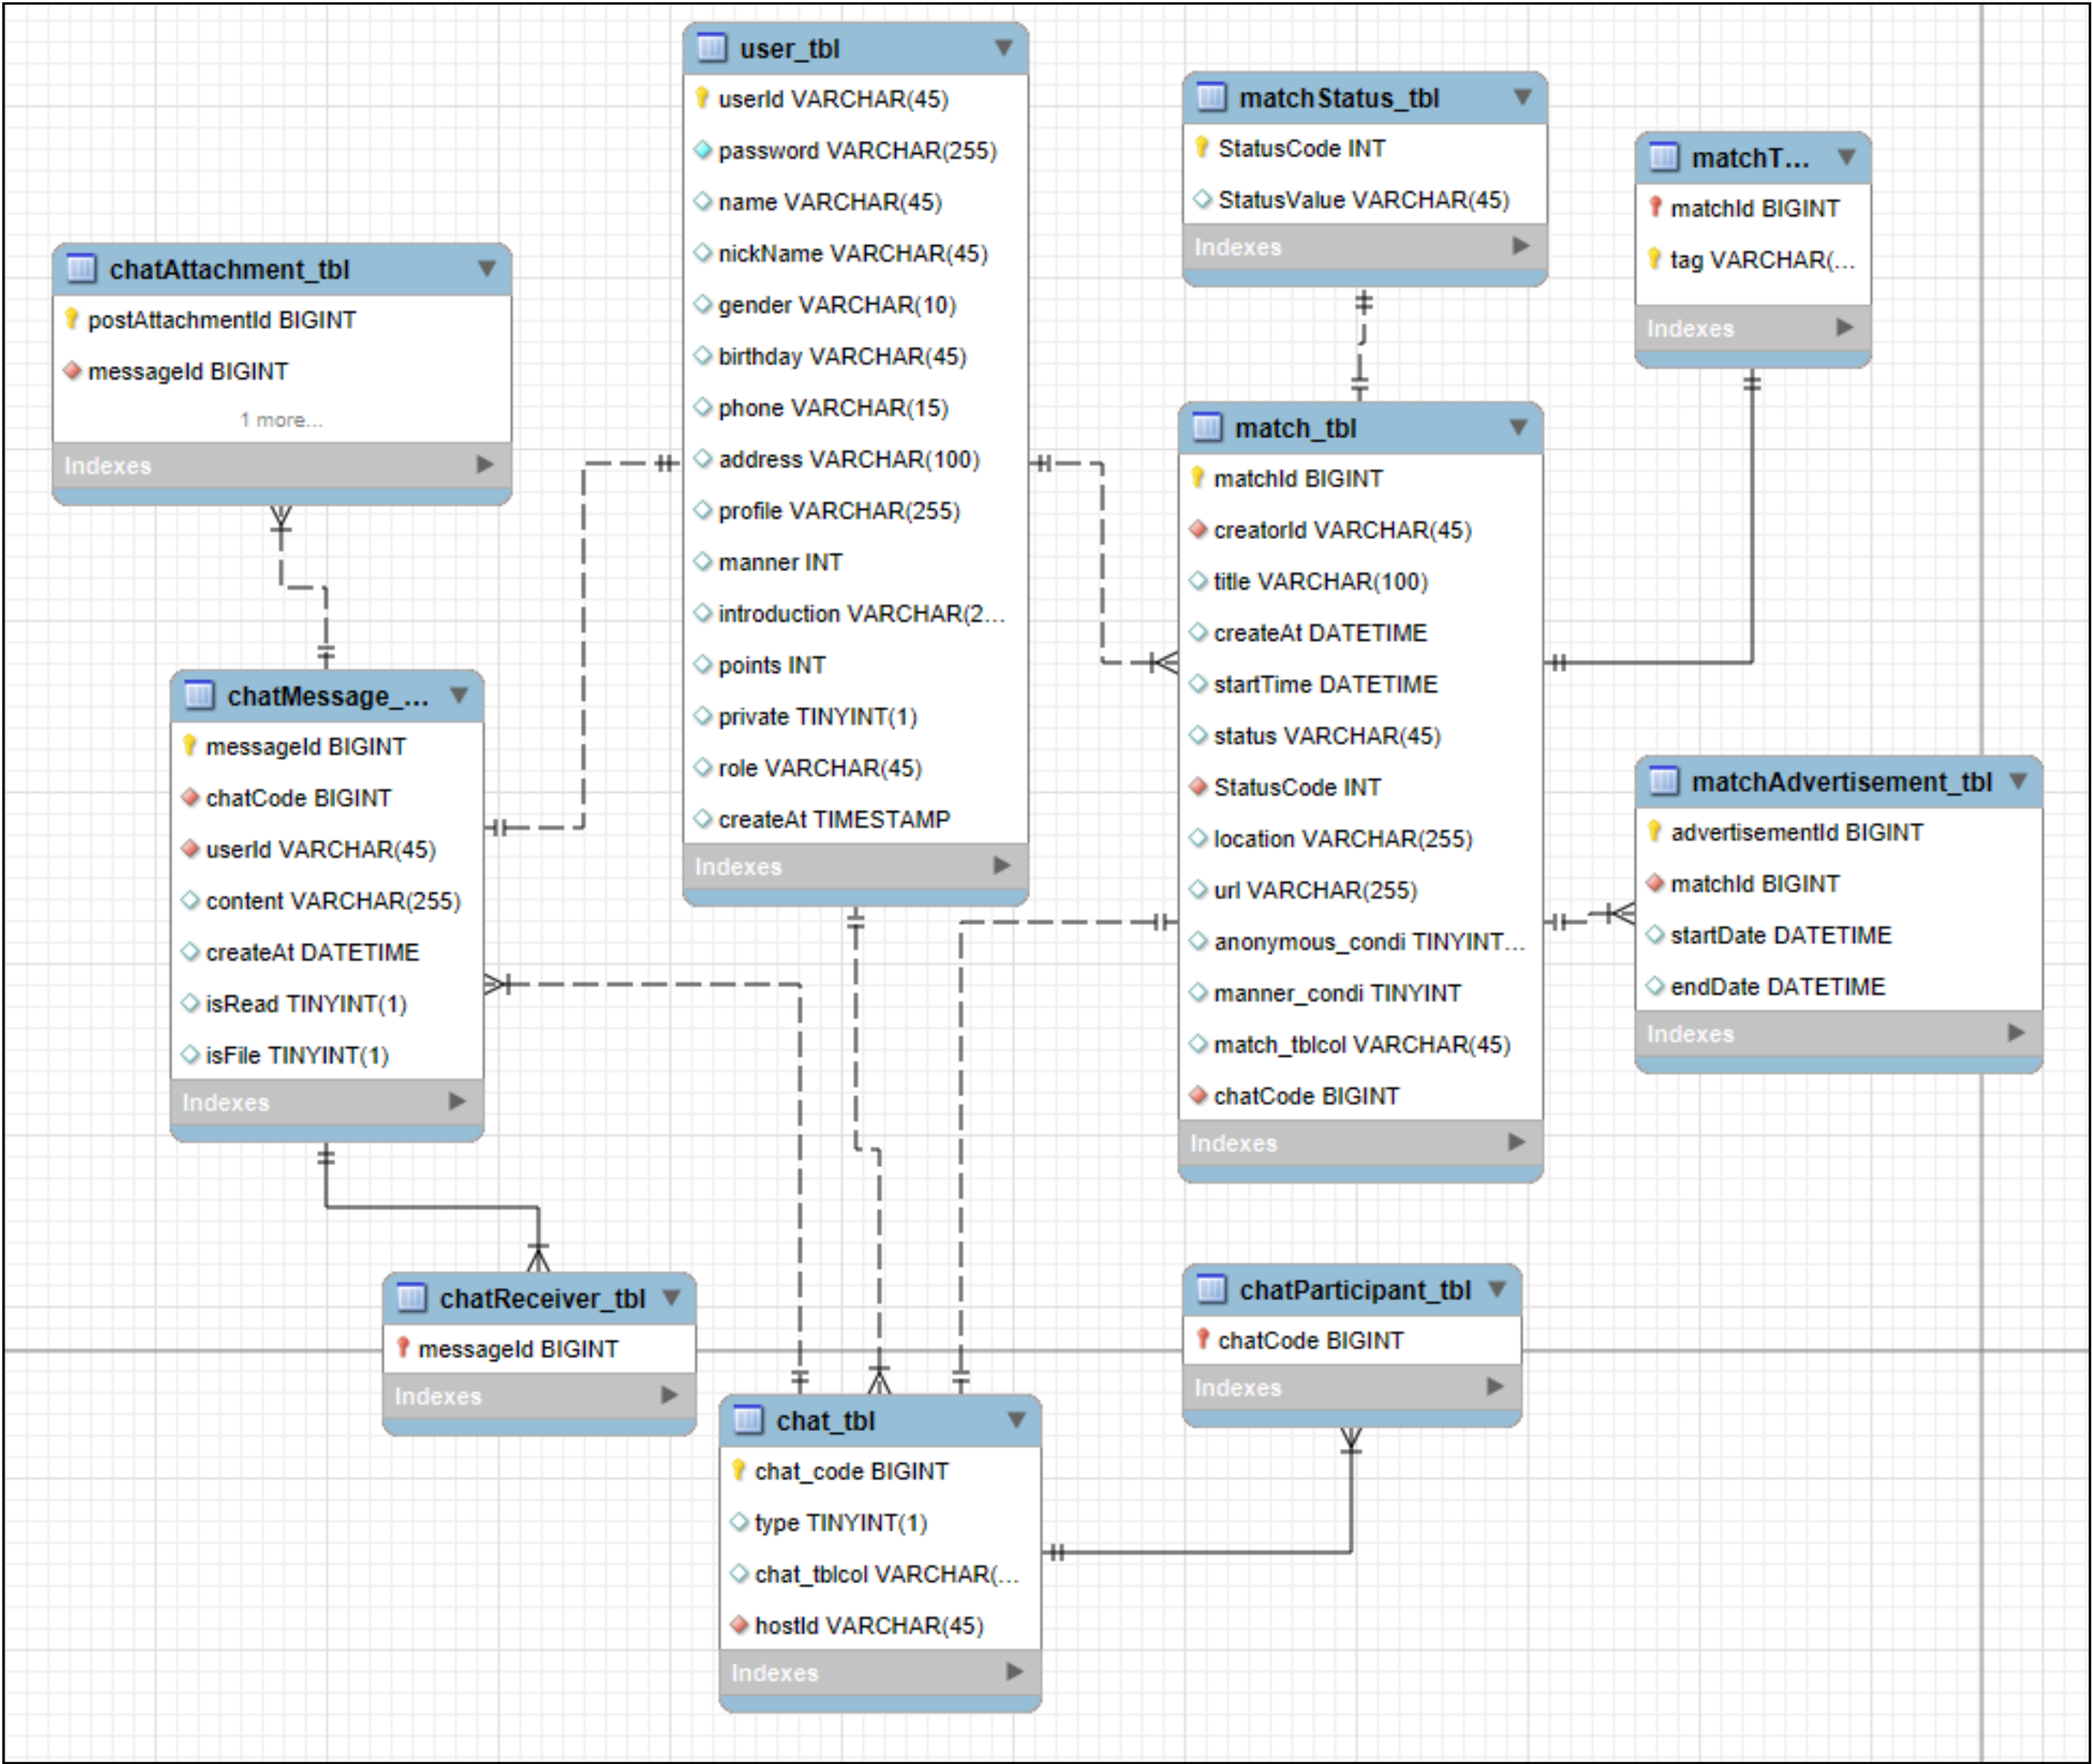 user_tbl
userId VARCHAR(45)
password VARCHAR(255)
name VARCHAR(45)
nickName VARCHAR(45)
gender VARCHAR(10)
birthday VARCHAR(45)
phone VARCHAR(15)
address VARCHAR(100)
profile VARCHAR(255)
manner INT
introduction VARCHAR(2...
points INT
private TINYINT(1)
role VARCHAR(45)
createAt TIMESTAMP
Indexes
matchStatus_tbl
StatusCode INT
StatusValue VARCHAR(45)
Indexes
matchT...
matchId BIGINT
tag VARCHAR(...
Indexes
chatAttachment_tbl
postAttachmentId BIGINT
messageId BIGINT
1 more...
Indexes
match_tbl
matchId BIGINT
creatorId VARCHAR(45)
title VARCHAR(100)
createAt DATETIME
startTime DATETIME
status VARCHAR(45)
StatusCode INT
location VARCHAR(255)
url VARCHAR(255)
anonymous_condi TINYINT...
manner_condi TINYINT
match_tblcol VARCHAR(45)
chatCode BIGINT
Indexes
chatMessage_...
messageId BIGINT
chatCode BIGINT
userId VARCHAR(45)
content VARCHAR(255)
createAt DATETIME
isRead TINYINT(1)
isFile TINYINT(1)
Indexes
matchAdvertisement_tbl
advertisementId BIGINT
matchId BIGINT
startDate DATETIME
endDate DATETIME
Indexes
chatReceiver_tbl
messageId BIGINT
Indexes
chatParticipant_tbl
chatCode BIGINT
Indexes
chat_tbl
chat_code BIGINT
type TINYINT(1)
chat_tblcol VARCHAR(...
hostId VARCHAR(45)
Indexes